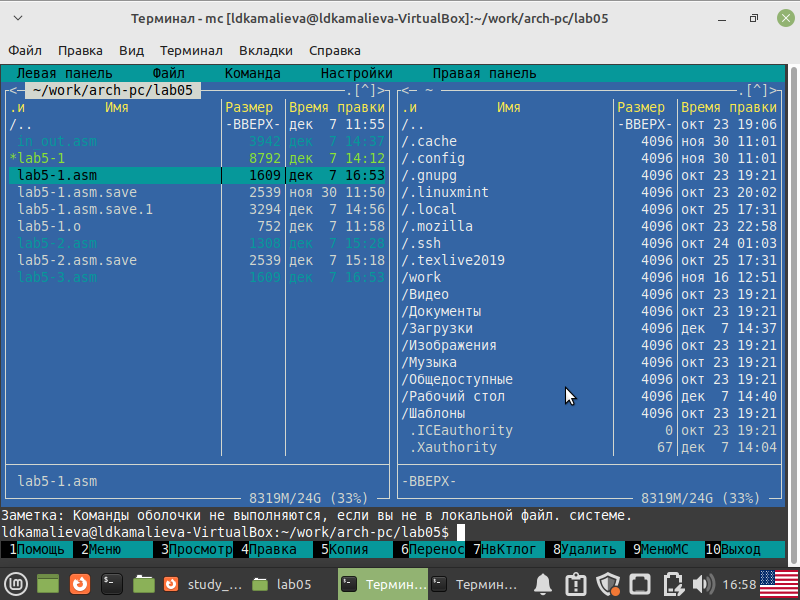 Терминал - mc [ldkamalieva@ldkamalieva-VirtualBox]:~/work/arch-pc/lab05
Файл Правка Вид Терминал Вкладки Справка
Левая панель Файл Команда Настройки Правая панель
<─ ~/work/arch-pc/lab05 ─.[^]> <─ ~ ─.[^]>
.и Имя Размер Время правки .и Имя Размер Время правки
/.. -ВВЕРХ- дек 7 11:55 /.. -ВВЕРХ- окт 23 19:06
in_out.asm 3942 дек 7 14:37 /.cache 4096 ноя 30 11:01
*lab5-1 8792 дек 7 14:12 /.config 4096 ноя 30 11:01
lab5-1.asm 1609 дек 7 16:53 /.gnupg 4096 окт 23 19:21
lab5-1.asm.save 2539 ноя 30 11:50 /.linuxmint 4096 окт 23 20:02
lab5-1.asm.save.1 3294 дек 7 14:56 /.local 4096 окт 25 17:31
lab5-1.o 752 дек 7 11:58 /.mozilla 4096 окт 23 22:58
lab5-2.asm 1308 дек 7 15:28 /.ssh 4096 окт 24 01:03
lab5-2.asm.save 2539 дек 7 15:18 /.texlive2019 4096 окт 25 17:31
lab5-3.asm 1609 дек 7 16:53 /work 4096 ноя 16 12:51
/Видео 4096 окт 23 19:21
/Документы 4096 окт 23 19:21
/Загрузки 4096 дек 7 14:37
/Изображения 4096 окт 23 19:21
/Музыка 4096 окт 23 19:21
/Общедоступные 4096 окт 23 19:21
/Рабочий стол 4096 дек 7 14:40
/Шаблоны 4096 окт 23 19:21
.ICEauthority 0 окт 23 19:21
.Xauthority 67 дек 7 14:04
lab5-1.asm -ВВЕРХ-
8319M/24G (33%) 8319M/24G (33%)
Заметка: Команды оболочки не выполняются, если вы не в локальной файл. системе.
ldkamalieva@ldkamalieva-VirtualBox:~/work/arch-pc/lab05$
1Помощь 2Меню 3Просмотр 4Правка 5Копия 6Перенос 7НвКтлог 8Удалить 9МенюMC 10Выход
study_... lab05 Термин... Термин... 16:58